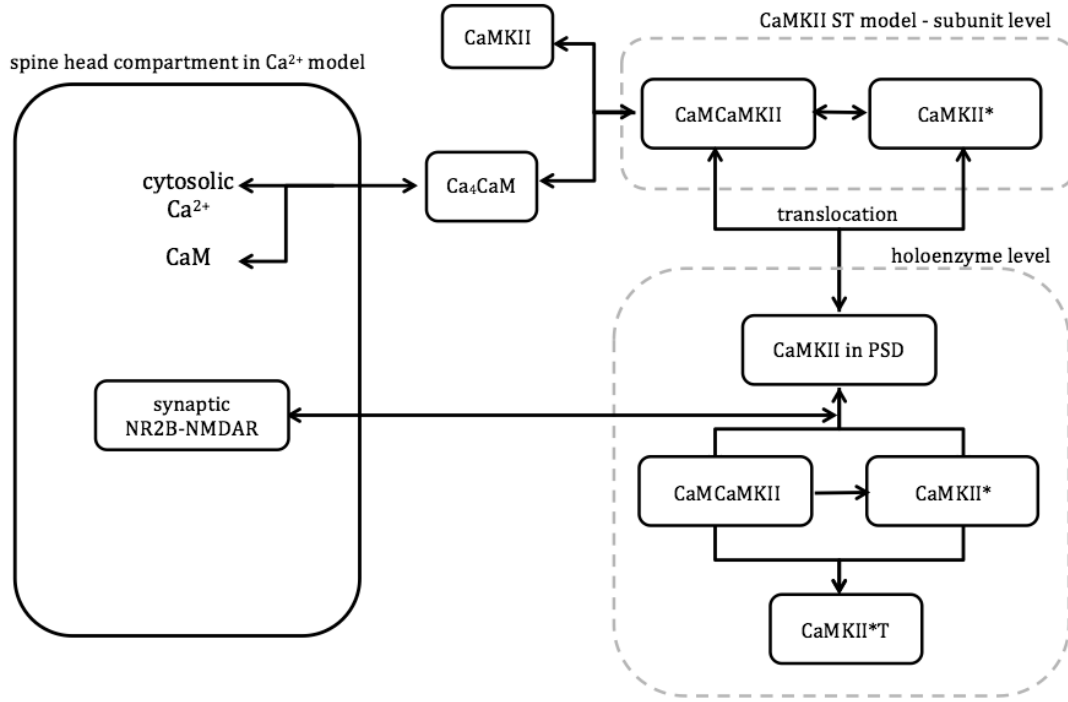 CaMKII ST model - subunit level
CaMKII
spine head compartment in Ca²⁺ model
CaMCaMKII
CaMKII*
cytosolic
Ca²⁺
Ca₄CaM
CaM
translocation
holoenzyme level
CaMKII in PSD
synaptic
NR2B-NMDAR
CaMCaMKII
CaMKII*
CaMKII*T